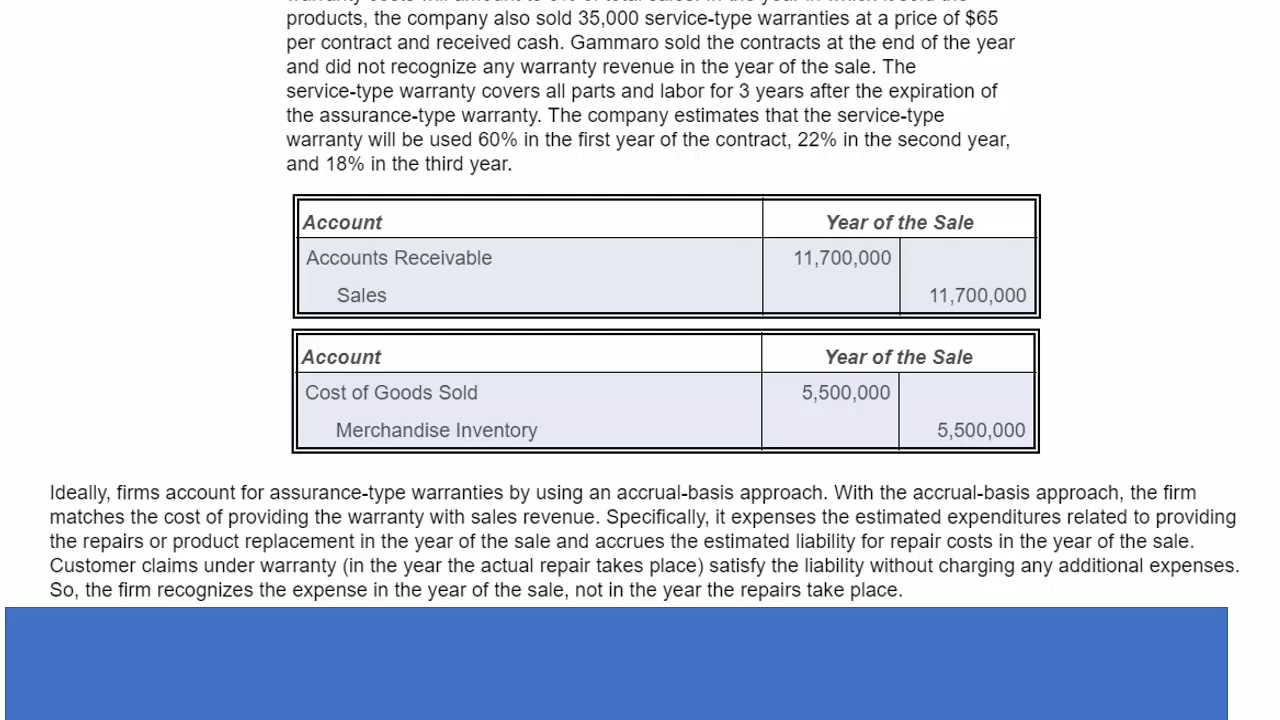 products, the company also sold 35,000 service-type warranties at a price of $65
per contract and received cash. Gammaro sold the contracts at the end of the year
and did not recognize any warranty revenue in the year of the sale. The
service-type warranty covers all parts and labor for 3 years after the expiration of
the assurance-type warranty. The company estimates that the service-type
warranty will be used 60% in the first year of the contract, 22% in the second year,
and 18% in the third year.
Account Year of the Sale
Accounts Receivable 11,700,000
Sales 11,700,000
Account Year of the Sale
Cost of Goods Sold 5,500,000
Merchandise Inventory 5,500,000
Ideally, firms account for assurance-type warranties by using an accrual-basis approach. With the accrual-basis approach, the firm
matches the cost of providing the warranty with sales revenue. Specifically, it expenses the estimated expenditures related to providing
the repairs or product replacement in the year of the sale and accrues the estimated liability for repair costs in the year of the sale.
Customer claims under warranty (in the year the actual repair takes place) satisfy the liability without charging any additional expenses.
So, the firm recognizes the expense in the year of the sale, not in the year the repairs take place.